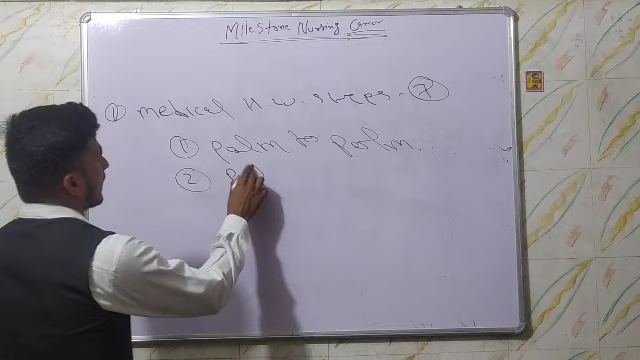 Milestone Nursing Career
① medical H.W. steps - ⑦
① palm to palm.
② P